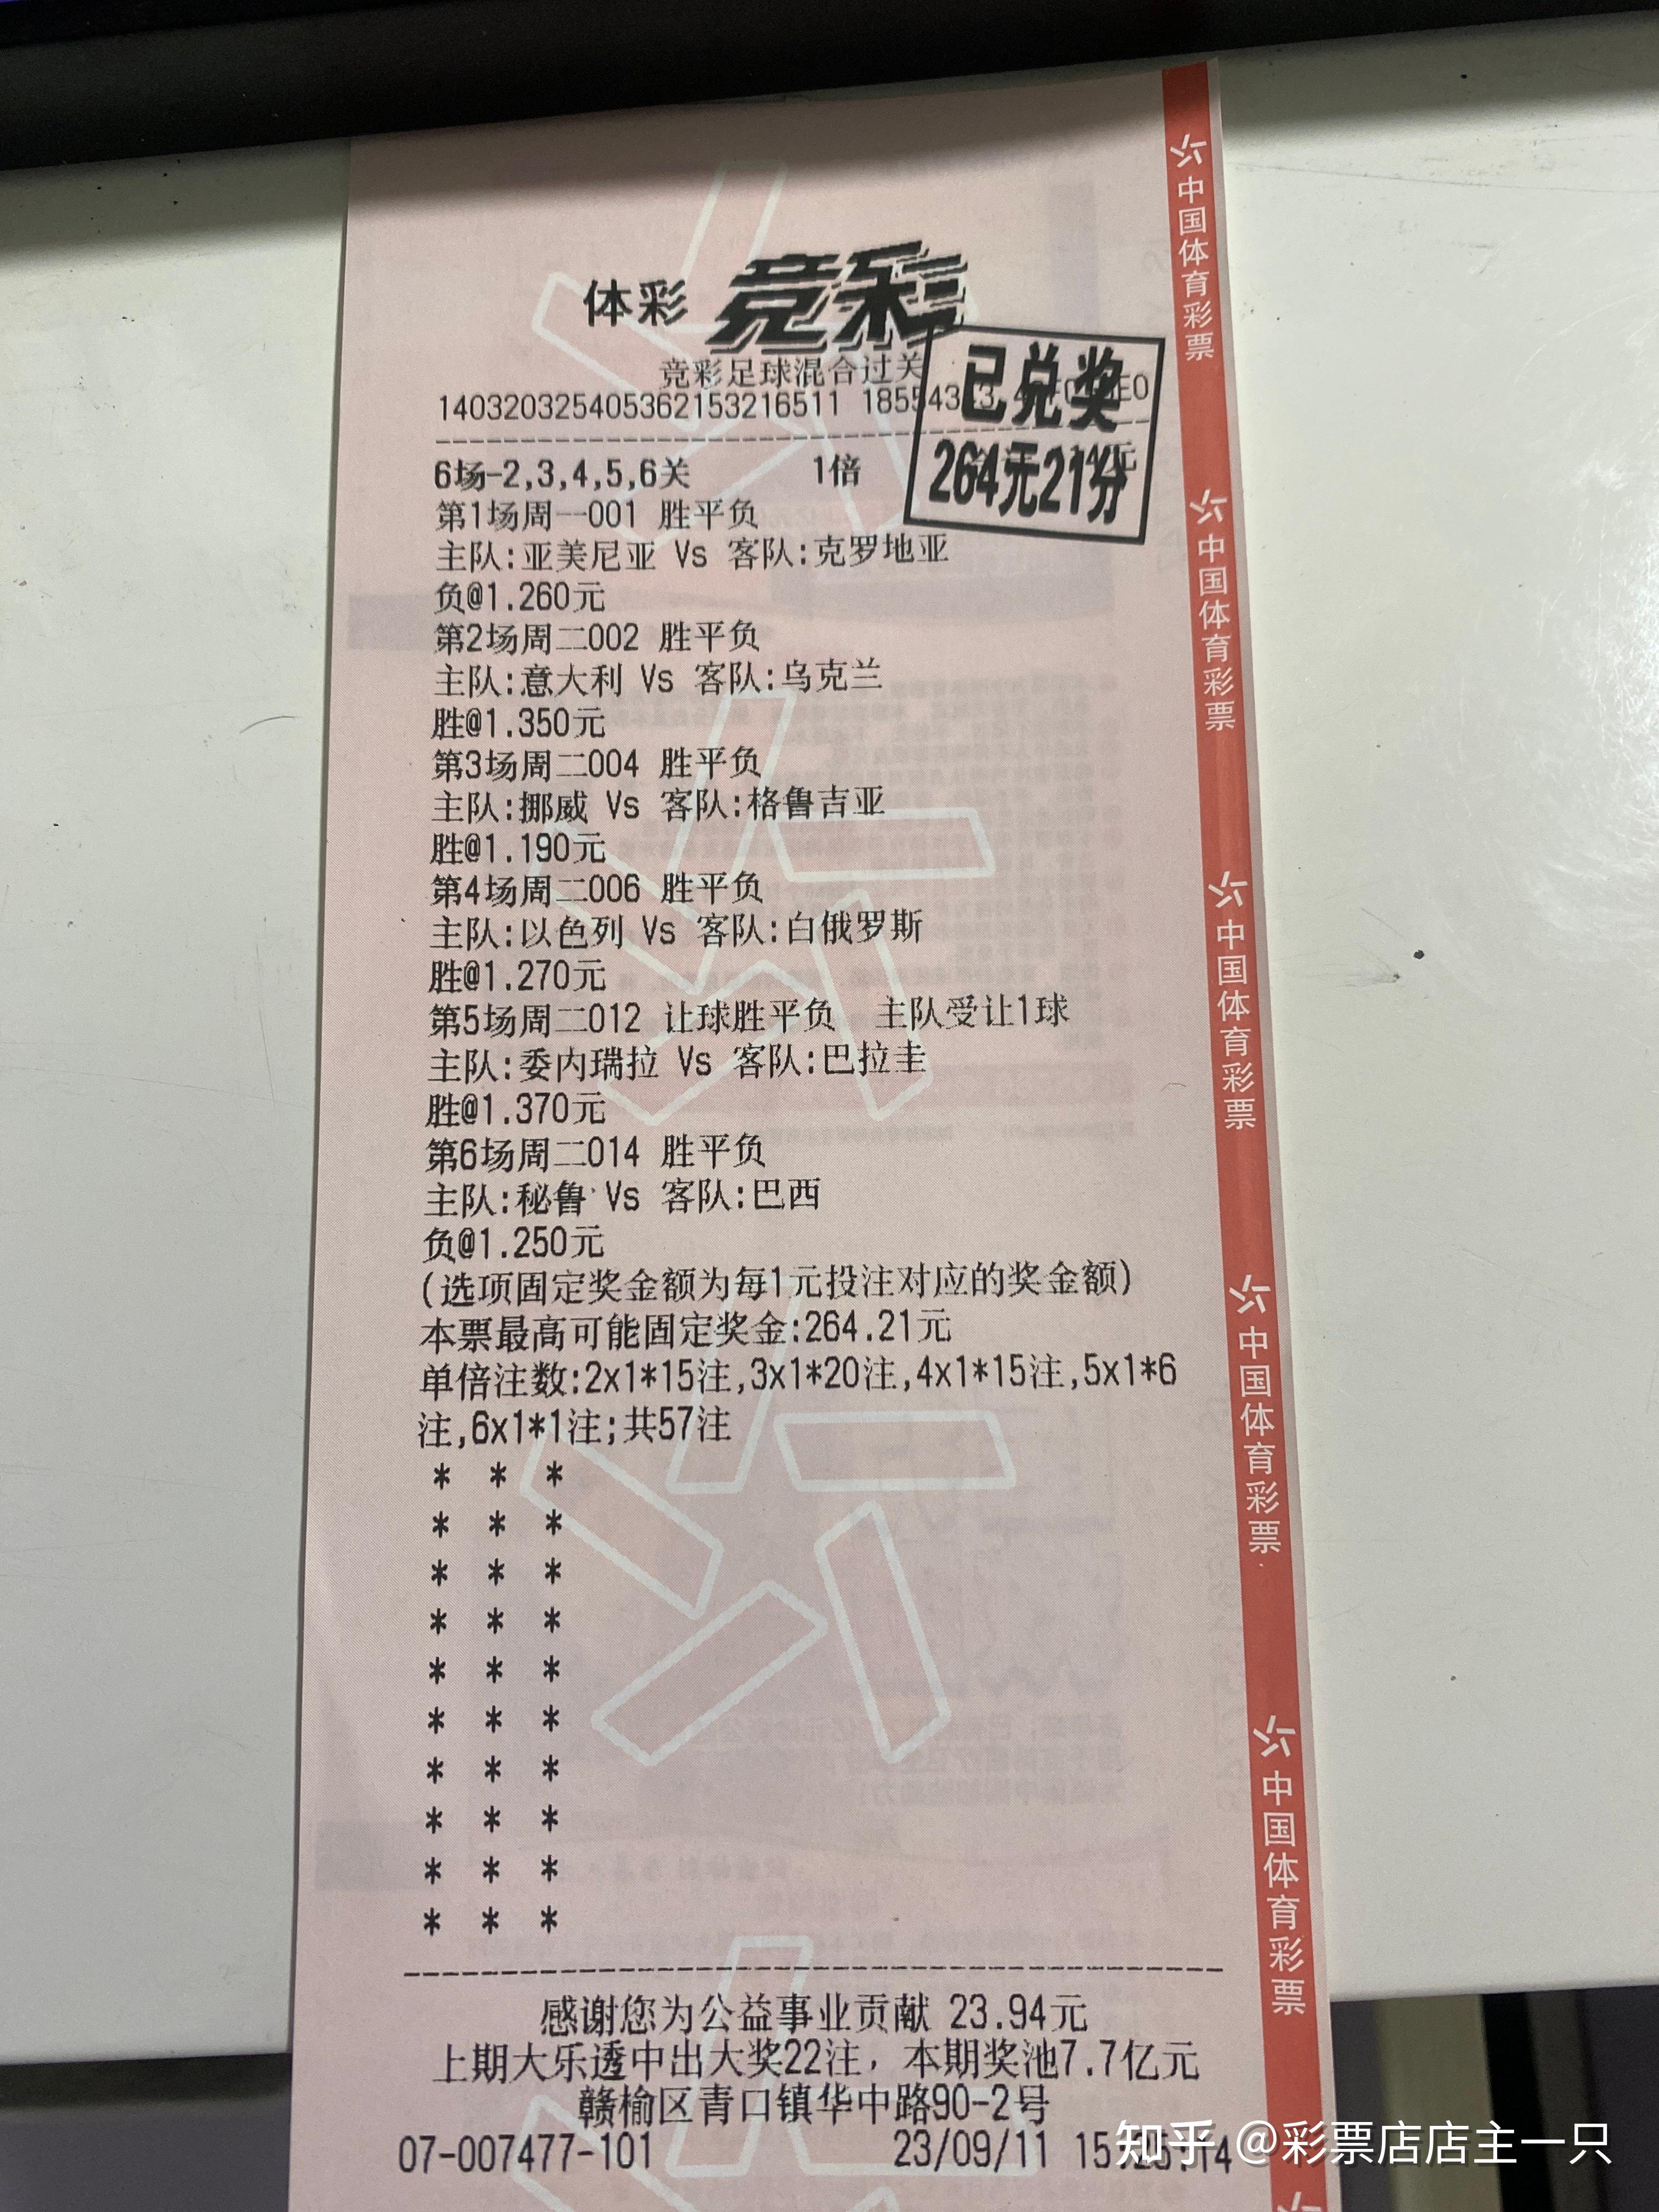 体彩 竞彩
竞彩足球混合过关
140320325405362153216511
已兑奖
264元21分
6场-2,3,4,5,6关 1倍
第1场周一001 胜平负
主队:亚美尼亚 Vs 客队:克罗地亚
负@1.260元
第2场周二002 胜平负
主队:意大利 Vs 客队:乌克兰
胜@1.350元
第3场周二004 胜平负
主队:挪威 Vs 客队:格鲁吉亚
胜@1.190元
第4场周二006 胜平负
主队:以色列 Vs 客队:白俄罗斯
胜@1.270元
第5场周二012 让球胜平负 主队受让1球
主队:委内瑞拉 Vs 客队:巴拉圭
胜@1.370元
第6场周二014 胜平负
主队:秘鲁 Vs 客队:巴西
负@1.250元
(选项固定奖金额为每1元投注对应的奖金额)
本票最高可能固定奖金:264.21元
单倍注数:2x1*15注,3x1*20注,4x1*15注,5x1*6
注,6x1*1注;共57注
* * *
* * *
* * *
* * *
* * *
* * *
* * *
* * *
* * *
* * *
感谢您为公益事业贡献 23.94元
上期大乐透中出大奖22注，本期奖池7.7亿元
赣榆区青口镇华中路90-2号
07-007477-101 23/09/11
知乎 @彩票店店主一只
中国体育彩票
中国体育彩票
中国体育彩票
中国体育彩票
中国体育彩票